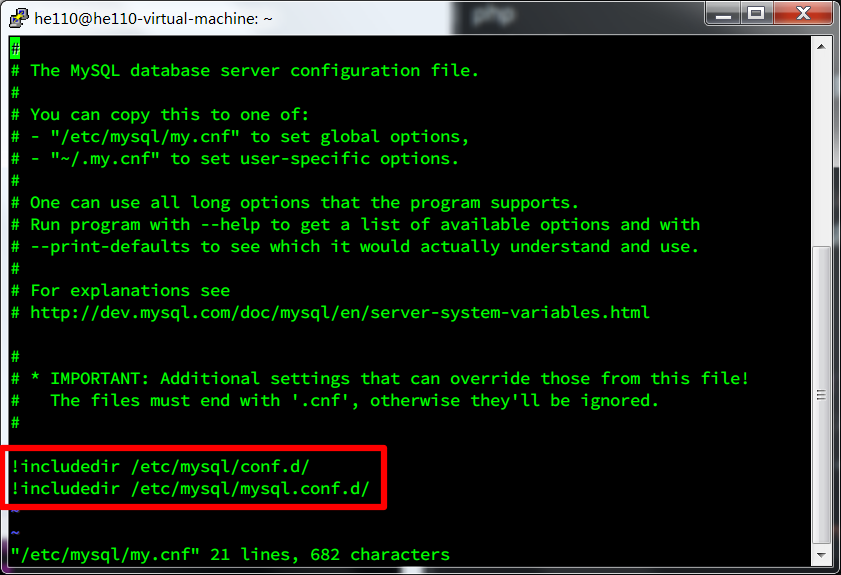 he110@he110-virtual-machine: ~
php
#
# The MySQL database server configuration file.
#
# You can copy this to one of:
# - "/etc/mysql/my.cnf" to set global options,
# - "~/.my.cnf" to set user-specific options.
#
# One can use all long options that the program supports.
# Run program with --help to get a list of available options and with
# --print-defaults to see which it would actually understand and use.
#
# For explanations see
# http://dev.mysql.com/doc/mysql/en/server-system-variables.html

#
# * IMPORTANT: Additional settings that can override those from this file!
#   The files must end with '.cnf', otherwise they'll be ignored.
#

!includedir /etc/mysql/conf.d/
!includedir /etc/mysql/mysql.conf.d/
~
~
"/etc/mysql/my.cnf" 21 lines, 682 characters